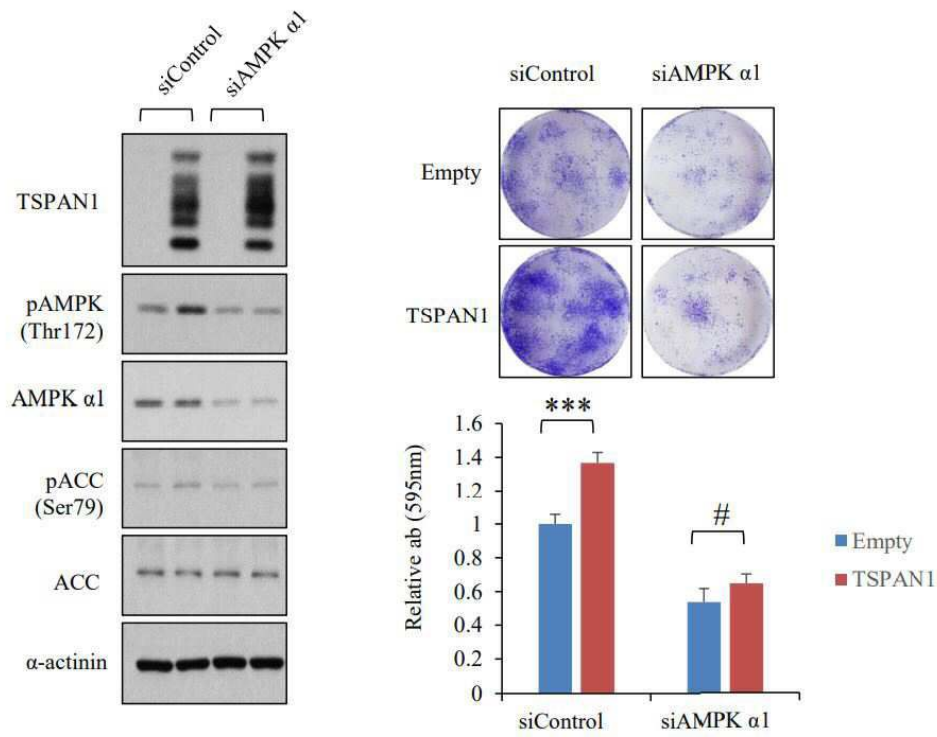 siControl
siAMPK α1
TSPAN1
pAMPK
(Thr172)
AMPK α1
pACC
(Ser79)
ACC
α-actinin
siControl siAMPK α1
Empty
TSPAN1
***
#
Relative ab (595nm)
1.6
1.4
1.2
1
0.8
0.6
0.4
0.2
0
siControl siAMPK α1
Empty
TSPAN1